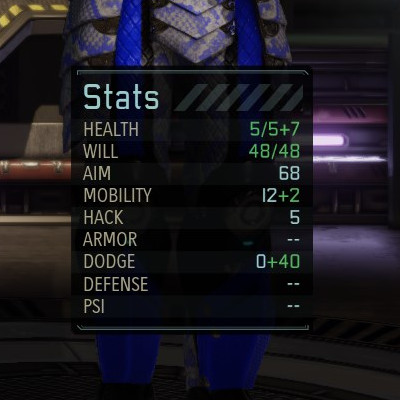 Stats
HEALTH 5/5+7
WILL 48/48
AIM 68
MOBILITY 12+2
HACK 5
ARMOR --
DODGE 0+40
DEFENSE --
PSI --